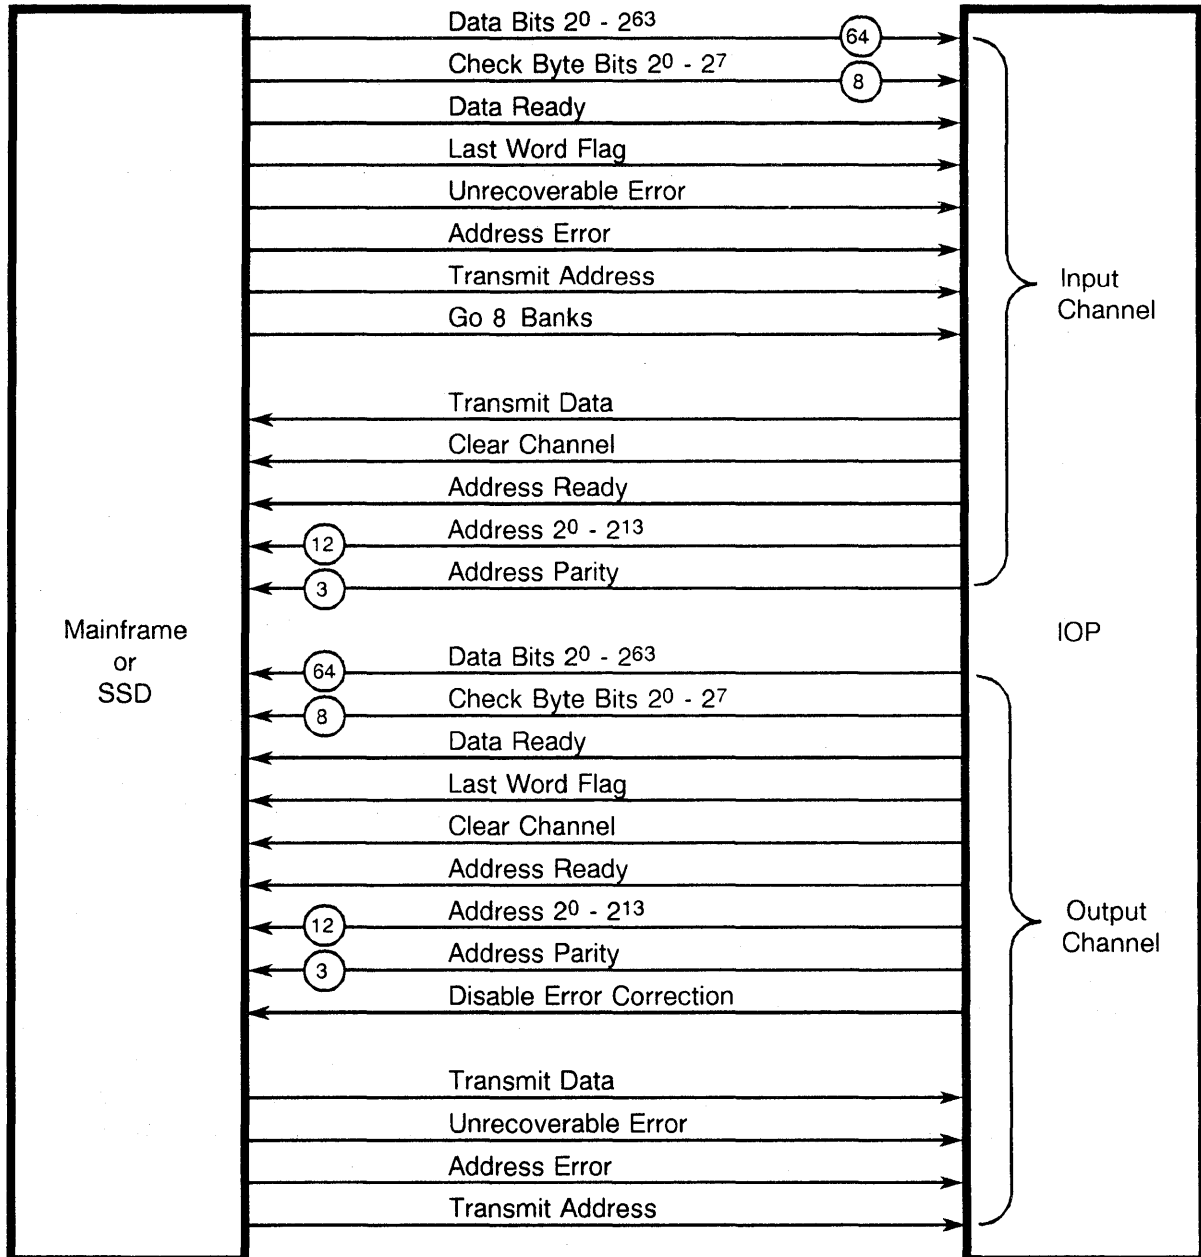 Data Bits 2⁰ - 2⁶³
64
Check Byte Bits 2⁰ - 2⁷
8
Data Ready
Last Word Flag
Unrecoverable Error
Address Error
Transmit Address
Go 8 Banks
Input
Channel
Transmit Data
Clear Channel
Address Ready
Address 2⁰ - 2¹³
12
Address Parity
3
Mainframe
or
SSD
IOP
Data Bits 2⁰ - 2⁶³
64
Check Byte Bits 2⁰ - 2⁷
8
Data Ready
Last Word Flag
Clear Channel
Address Ready
Address 2⁰ - 2¹³
12
Address Parity
3
Output
Channel
Disable Error Correction
Transmit Data
Unrecoverable Error
Address Error
Transmit Address